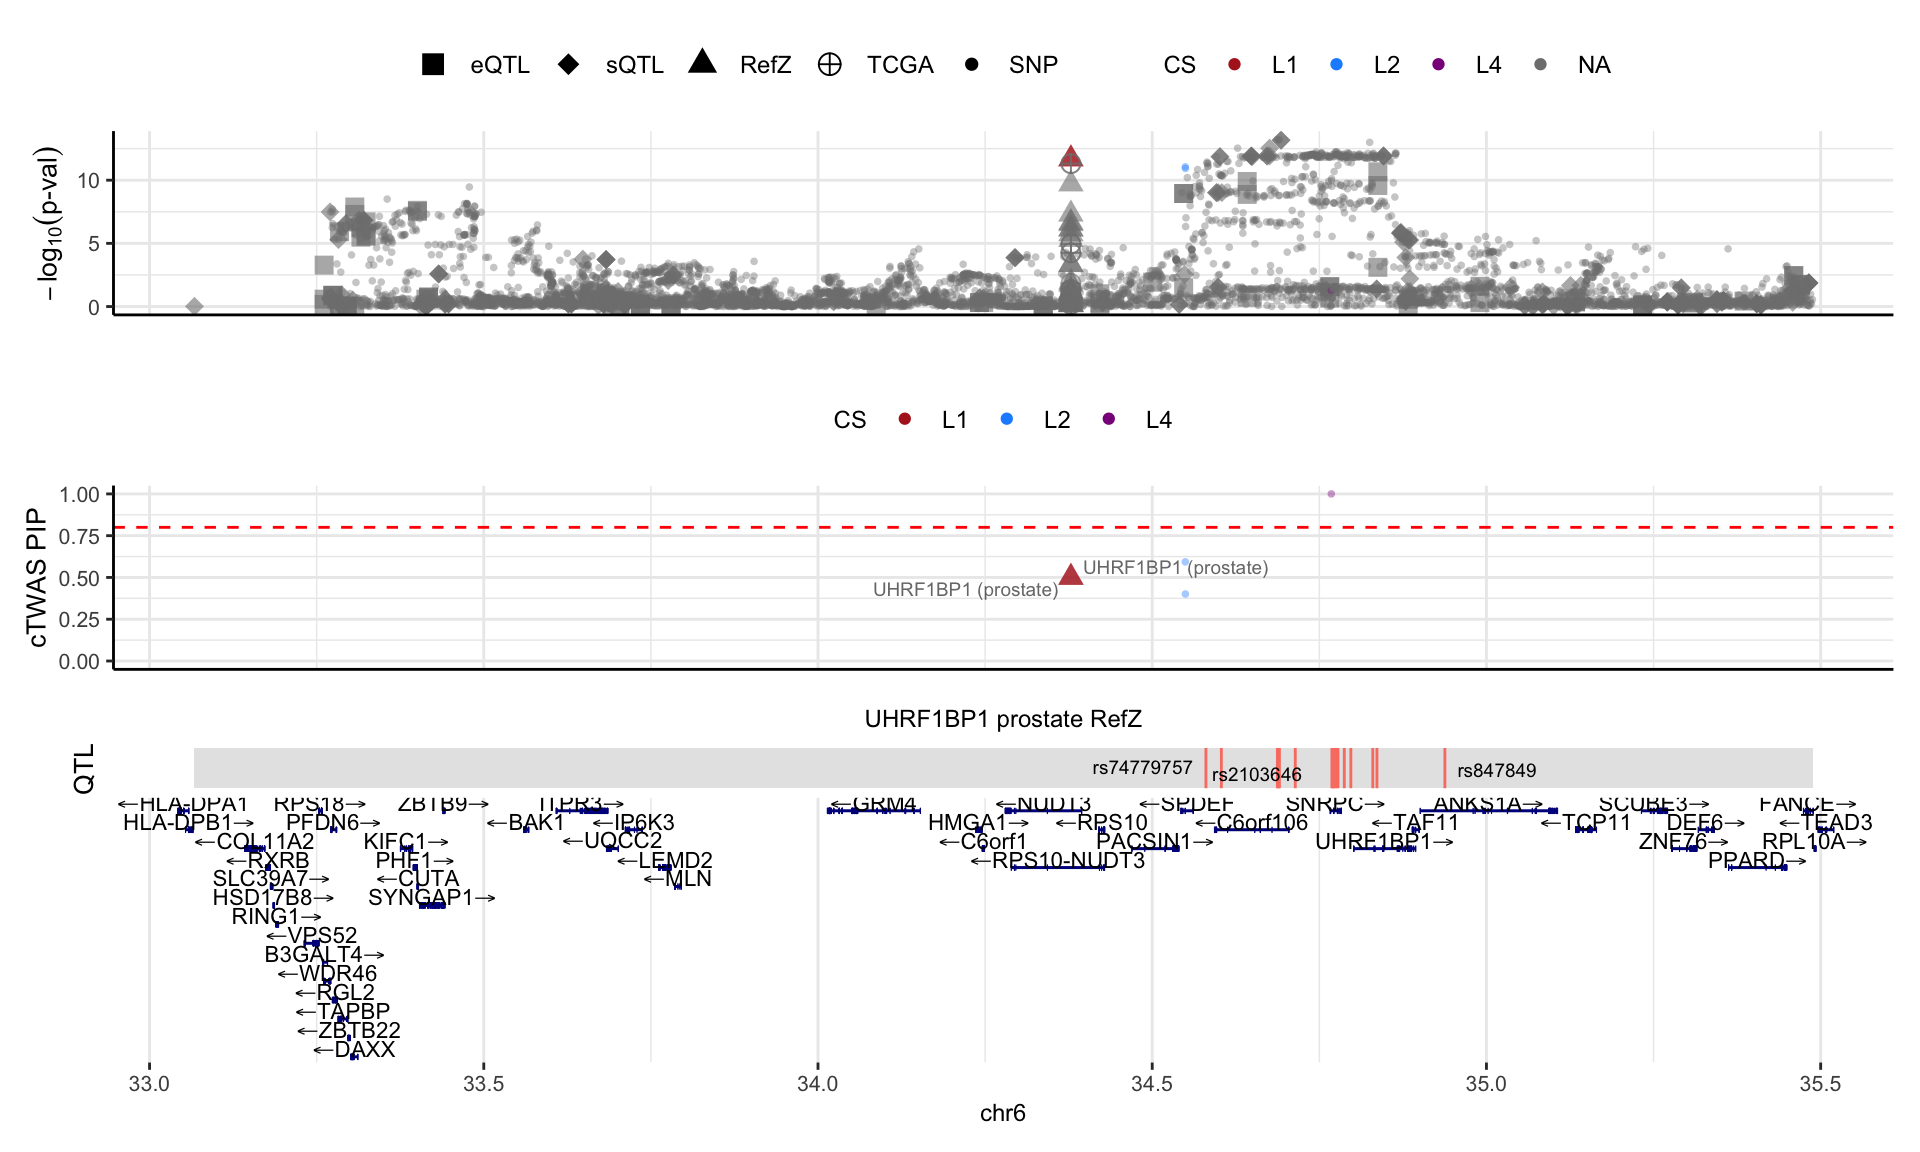 eQTL sQTL RefZ TCGA SNP CS L1 L2 L4 NA
−log10(p-val)
10
5
0
CS L1 L2 L4
cTWAS PIP
1.00
0.75
0.50
0.25
0.00
UHRF1BP1 (prostate)
UHRF1BP1 (prostate)
UHRF1BP1 prostate RefZ
QTL
rs74779757 rs2103646 rs847849
←HLA-DPA1 RPS18→ ZBTB9→ ITPR3→ ←GRM4 ←NUDT3 ←SPDEF SNRPC→ ANKS1A→ SCUBE3→ FANCE→
HLA-DPB1→ PFDN6→ ←BAK1 ←IP6K3 HMGA1→ ←RPS10 ←C6orf106 ←TAF11 ←TCP11 DEF6→ ←TEAD3
←COL11A2 KIFC1→ ←UQCC2 ←C6orf1 PACSIN1→ UHRF1BP1→ ZNF76→ RPL10A→
←RXRB PHF1→ ←LEMD2 ←RPS10-NUDT3 PPARD→
SLC39A7→ ←CUTA ←MLN
HSD17B8→ SYNGAP1→
RING1→
←VPS52
B3GALT4→
←WDR46
←RGL2
←TAPBP
←ZBTB22
←DAXX
33.0 33.5 34.0 34.5 35.0 35.5
chr6